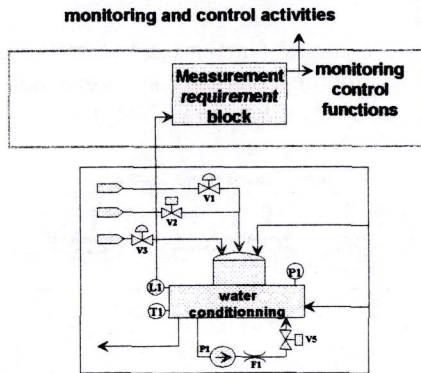 monitoring and control activities
Measurement
requirement
block
monitoring
control
functions
V1
V2
V3
L1
P1
water
conditionning
T1
P1
F1
V5